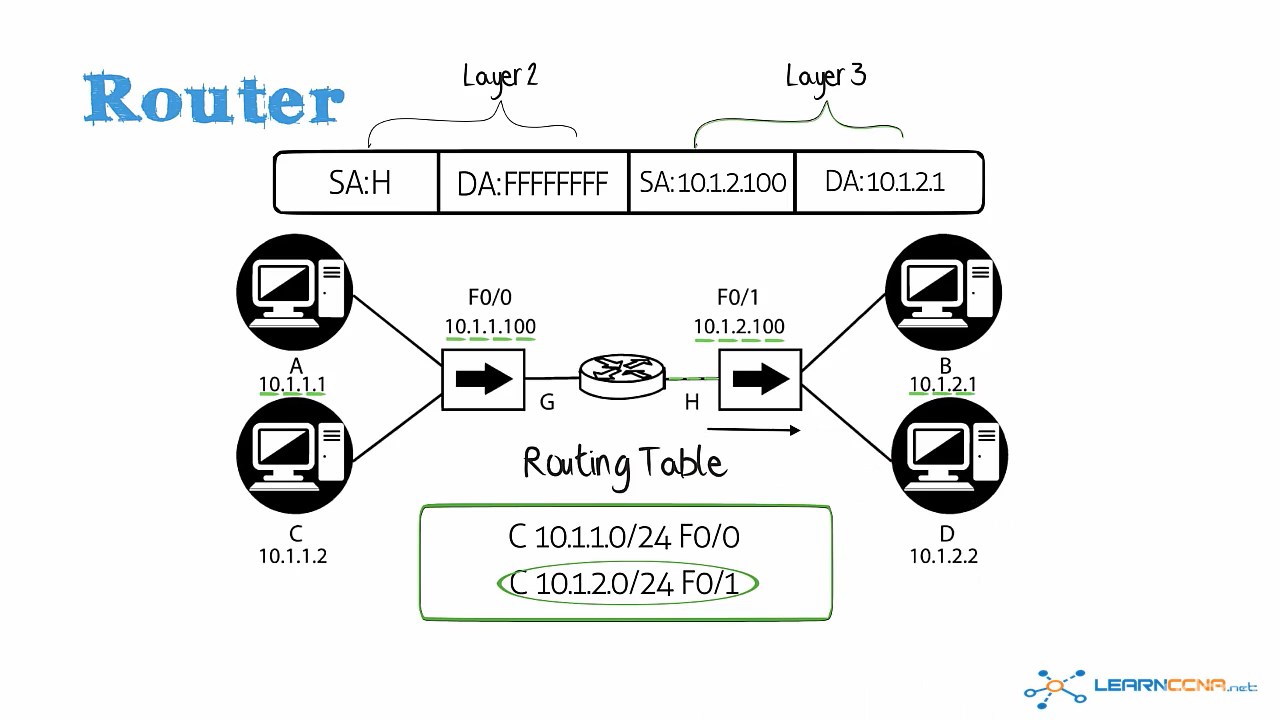 Router
Layer 2
Layer 3
SA:H
DA:FFFFFFFF
SA:10.1.2.100
DA:10.1.2.1
F0/0
10.1.1.100
F0/1
10.1.2.100
A
10.1.1.1
B
10.1.2.1
G
H
Routing Table
C 10.1.1.0/24 F0/0
C 10.1.2.0/24 F0/1
C
10.1.1.2
D
10.1.2.2
LEARNCCNA.net